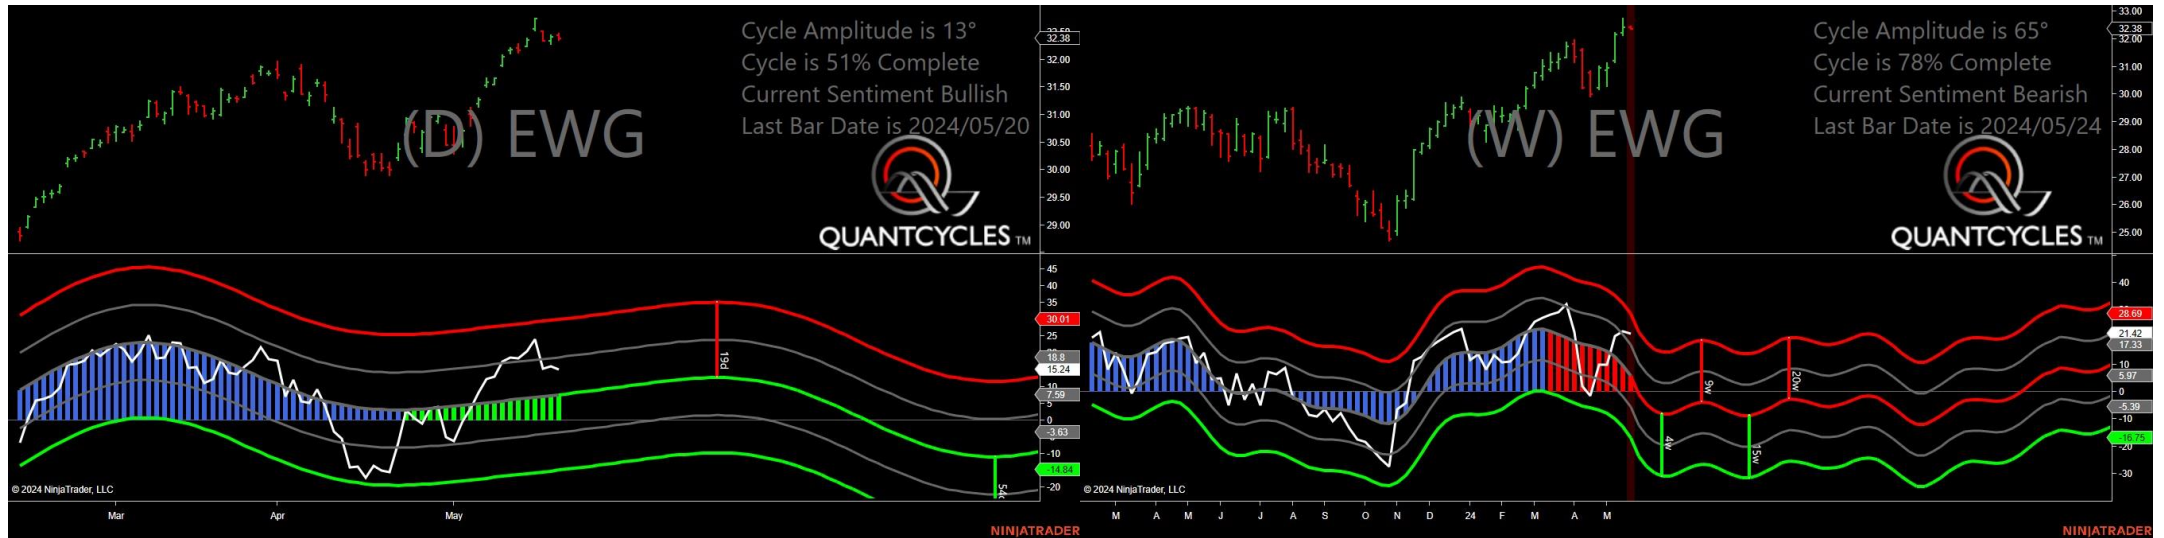 Cycle Amplitude is 13°
Cycle is 51% Complete
Current Sentiment Bullish
Last Bar Date is 2024/05/20
(D) EWG
QUANTCYCLES TM
32.38
32.00
31.50
31.00
30.50
30.00
29.50
29.00
45
40
35
30.01
25
18.8
15.24
10
7.59
5
0
-3.63
-10
-14.84
-20
19d
© 2024 NinjaTrader, LLC
Mar Apr May
NINJATRADER
Cycle Amplitude is 65°
Cycle is 78% Complete
Current Sentiment Bearish
Last Bar Date is 2024/05/24
(W) EWG
QUANTCYCLES TM
33.00
32.38
32.00
31.00
30.00
29.00
28.00
27.00
26.00
25.00
40
28.69
21.42
17.33
5.97
0
-5.39
-10
-16.75
-20
-30
4w
9w
15w
20w
© 2024 NinjaTrader, LLC
M A M J J A S O N D 24 F M A M
NINJATRADER